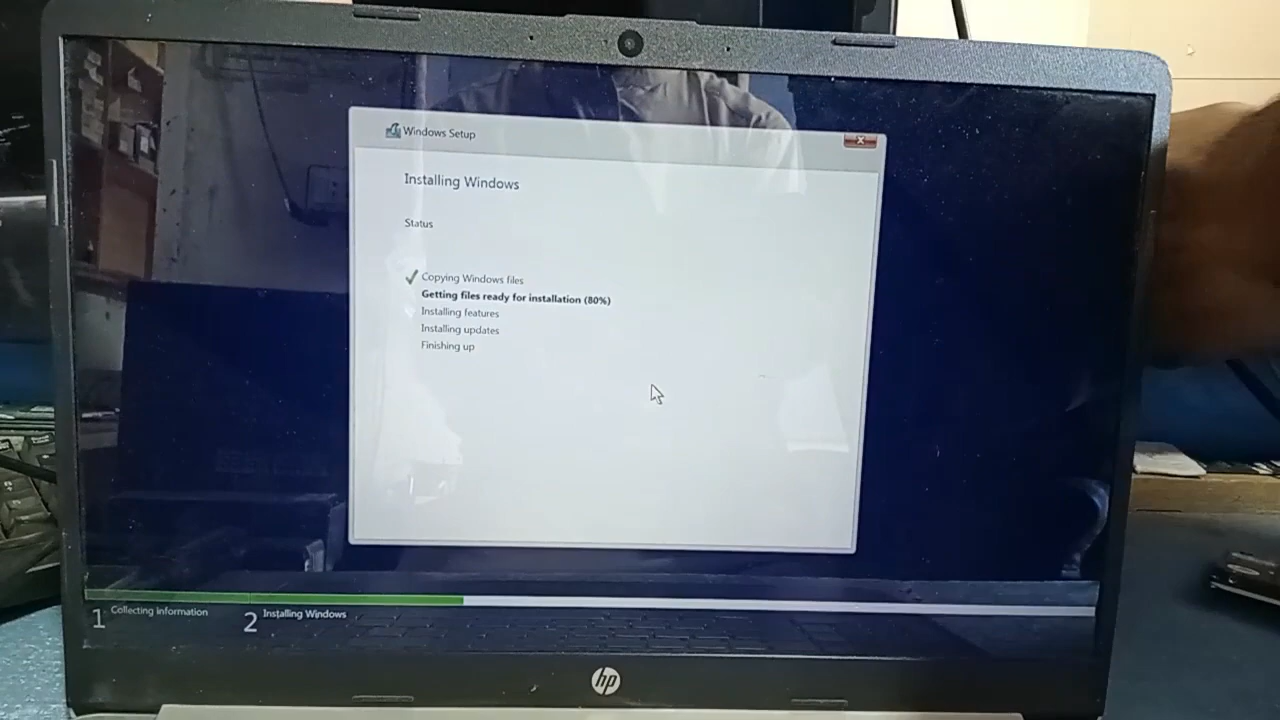 Windows Setup
Installing Windows
Status
Copying Windows files
Getting files ready for installation (80%)
Installing features
Installing updates
Finishing up
1 Collecting information
2 Installing Windows
hp